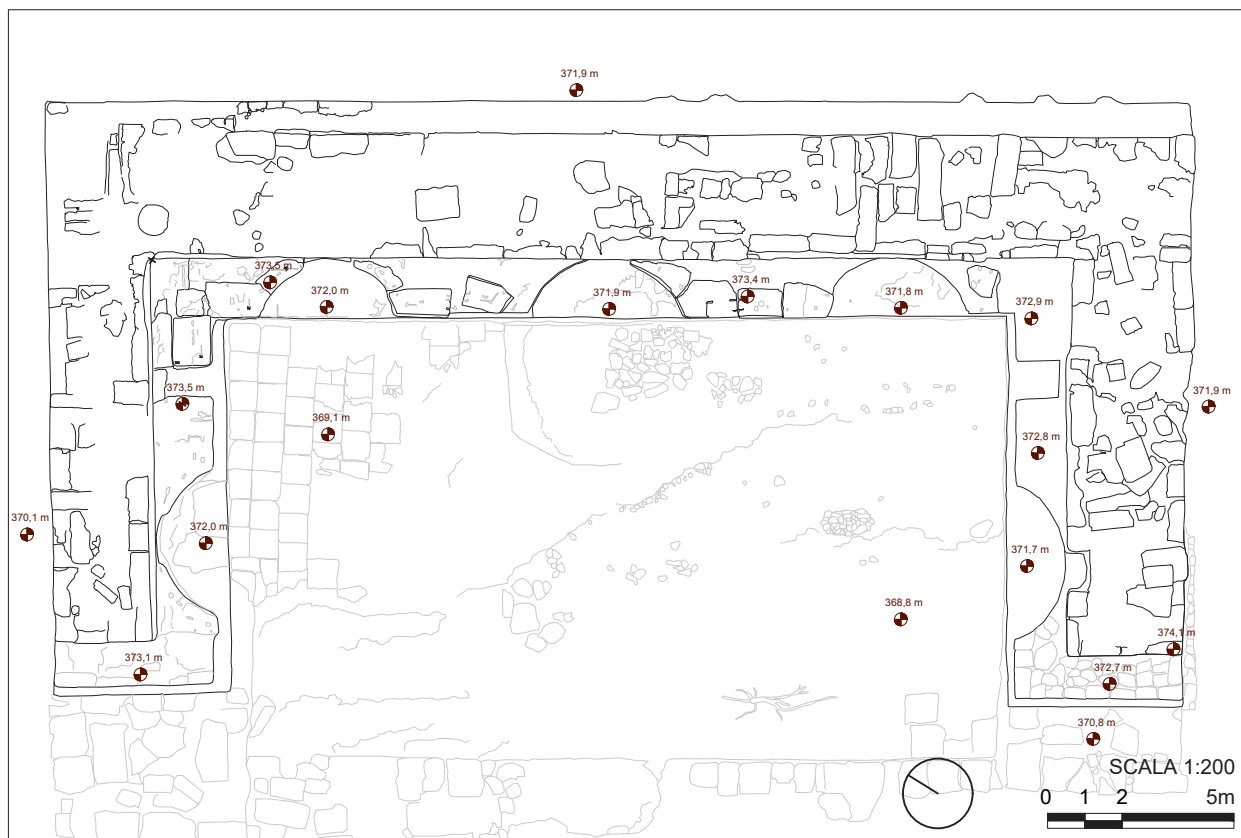 371,9 m
373,5 m
372,0 m
371,9 m
373,4 m
371,8 m
372,9 m
373,5 m
371,9 m
369,1 m
372,8 m
370,1 m
372,0 m
371,7 m
368,8 m
374,1 m
373,1 m
372,7 m
370,8 m
SCALA 1:200
0 1 2 5m